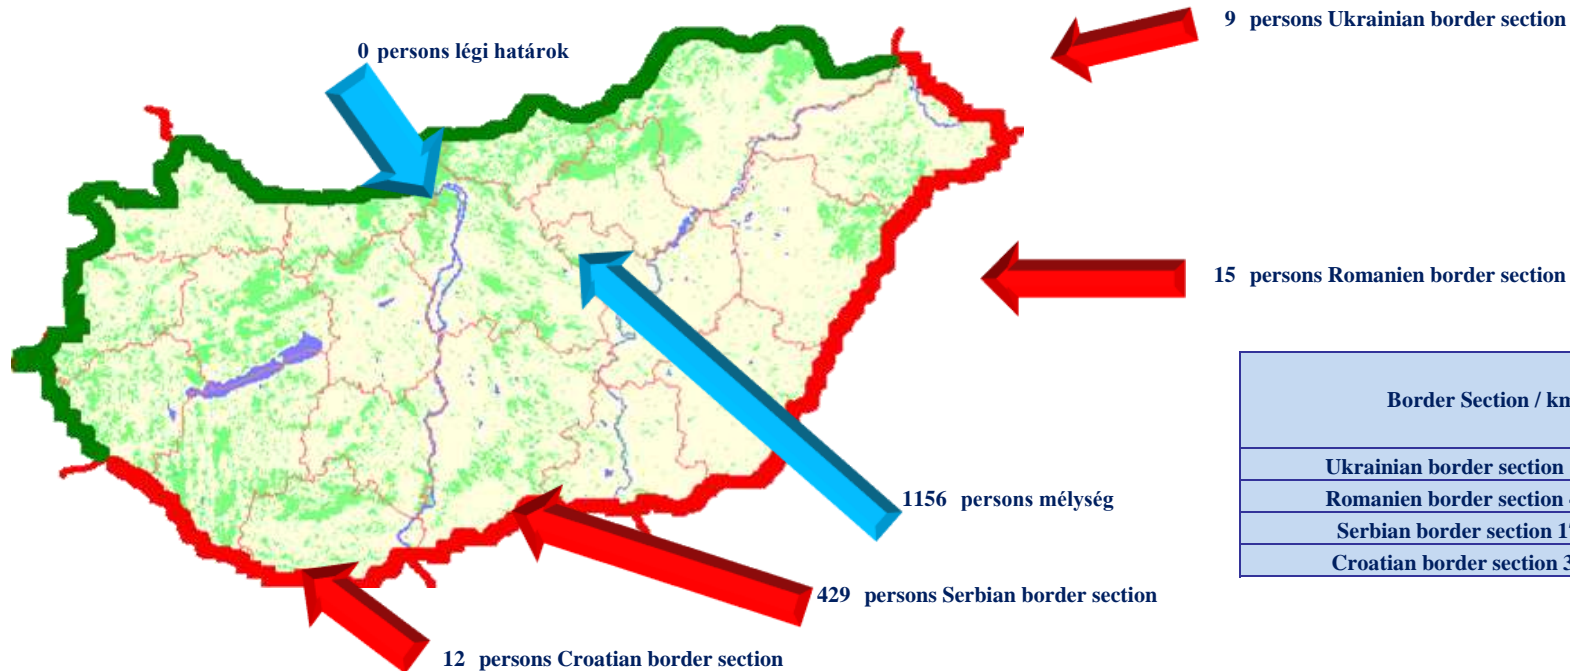 9 persons Ukrainian border section
0 persons légi határok
15 persons Romanien border section
Border Section / km
Ukrainian border section
Romanien border section
Serbian border section
Croatian border section
1156 persons mélység
429 persons Serbian border section
12 persons Croatian border section